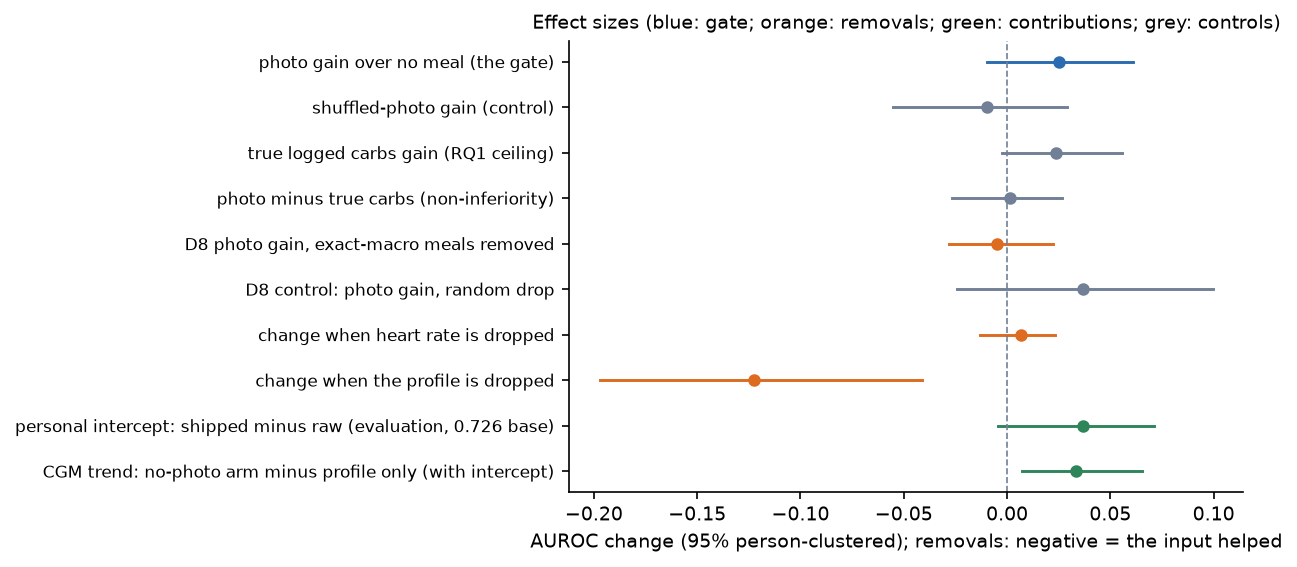 Effect sizes (blue: gate; orange: removals; green: contributions; grey: controls)
photo gain over no meal (the gate)
shuffled-photo gain (control)
true logged carbs gain (RQ1 ceiling)
photo minus true carbs (non-inferiority)
D8 photo gain, exact-macro meals removed
D8 control: photo gain, random drop
change when heart rate is dropped
change when the profile is dropped
personal intercept: shipped minus raw (evaluation, 0.726 base)
CGM trend: no-photo arm minus profile only (with intercept)
−0.20 −0.15 −0.10 −0.05 0.00 0.05 0.10
AUROC change (95% person-clustered); removals: negative = the input helped